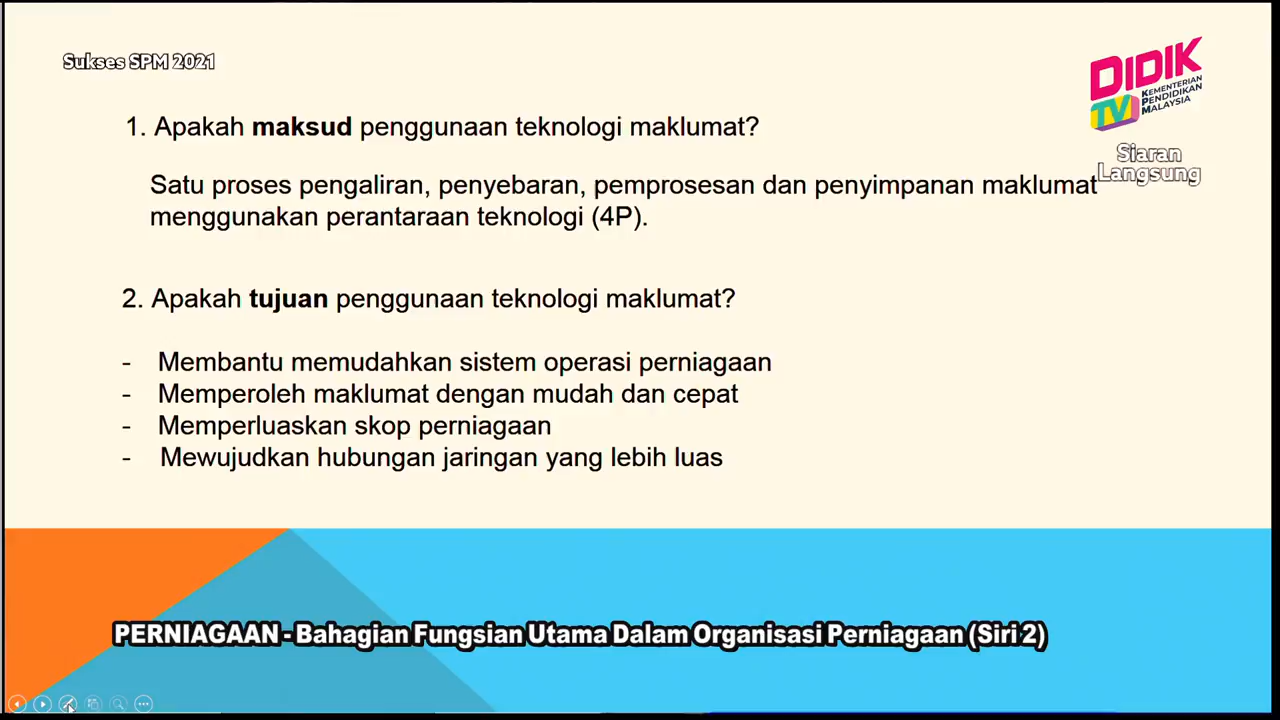 Sukses SPM 2021
DIDIK
TV
KEMENTERIAN
PENDIDIKAN
MALAYSIA
Siaran
Langsung
1. Apakah maksud penggunaan teknologi maklumat?
Satu proses pengaliran, penyebaran, pemprosesan dan penyimpanan maklumat
menggunakan perantaraan teknologi (4P).
2. Apakah tujuan penggunaan teknologi maklumat?
- Membantu memudahkan sistem operasi perniagaan
- Memperoleh maklumat dengan mudah dan cepat
- Memperluaskan skop perniagaan
- Mewujudkan hubungan jaringan yang lebih luas
PERNIAGAAN - Bahagian Fungsian Utama Dalam Organisasi Perniagaan (Siri 2)